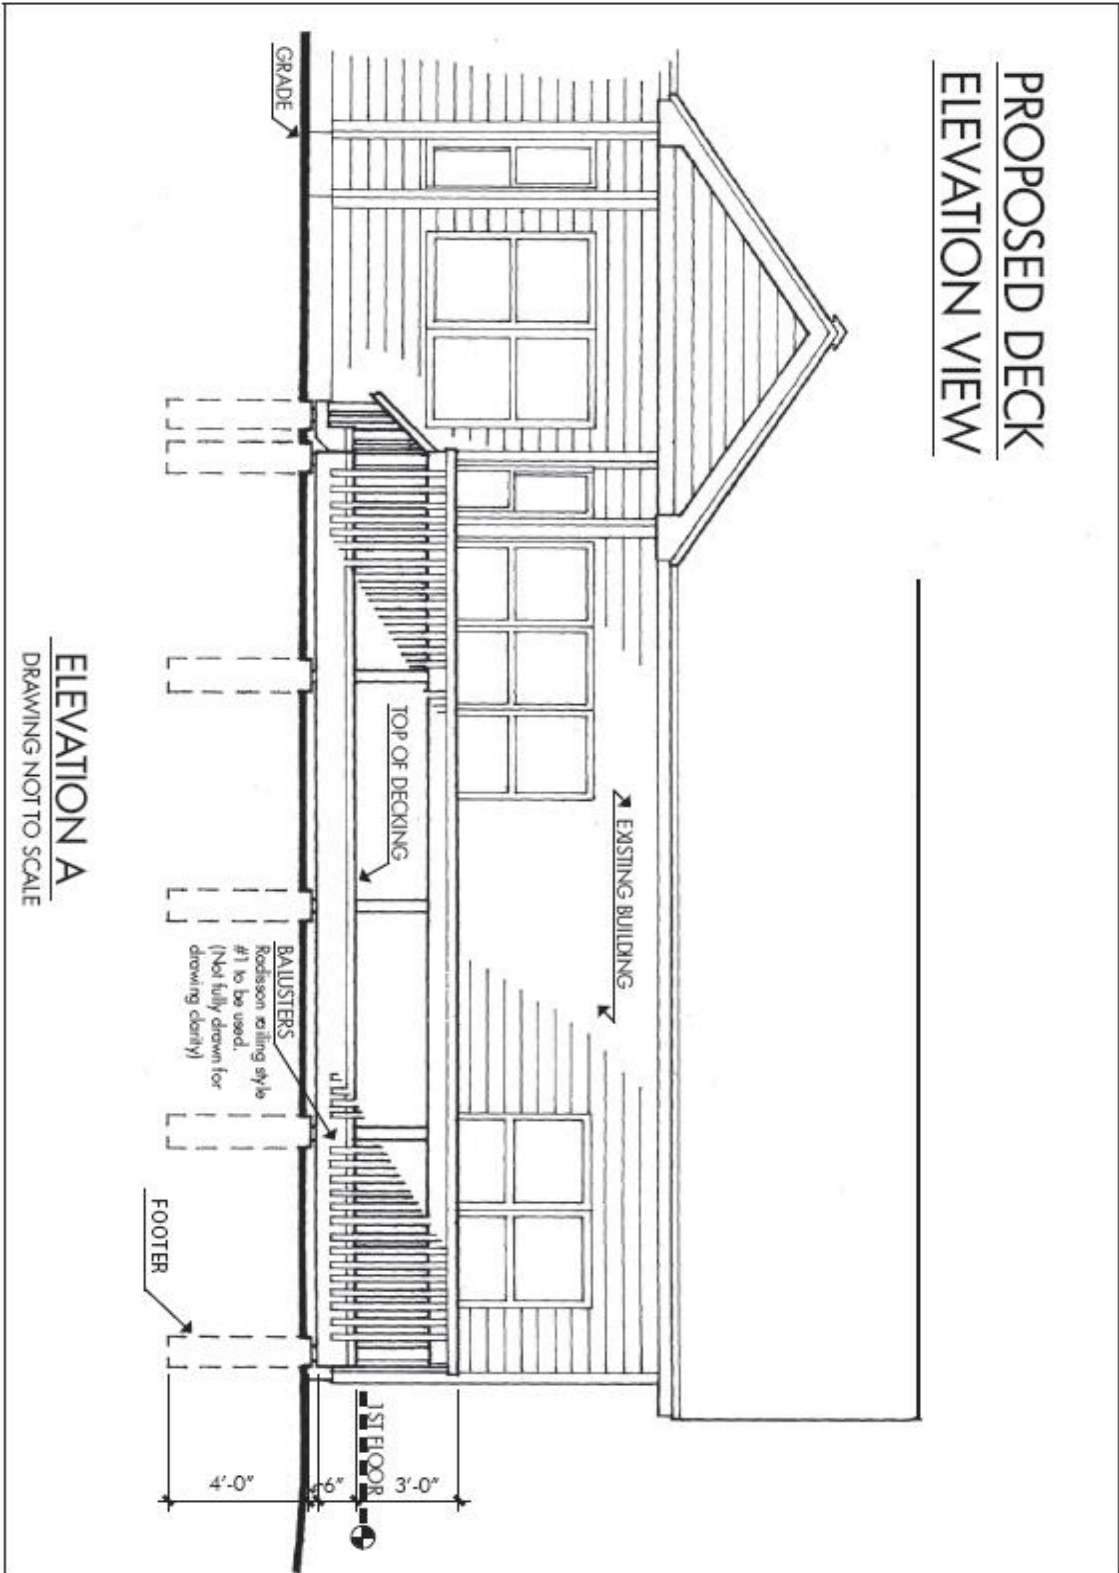 PROPOSED DECK
ELEVATION VIEW
EXISTING BUILDING
1ST FLOOR
3'-0"
6"
4'-0"
TOP OF DECKING
GRADE
BALUSTERS
Radisson railing style
#1 to be used.
(Not fully drawn for
drawing clarity)
FOOTER
ELEVATION A
DRAWING NOT TO SCALE